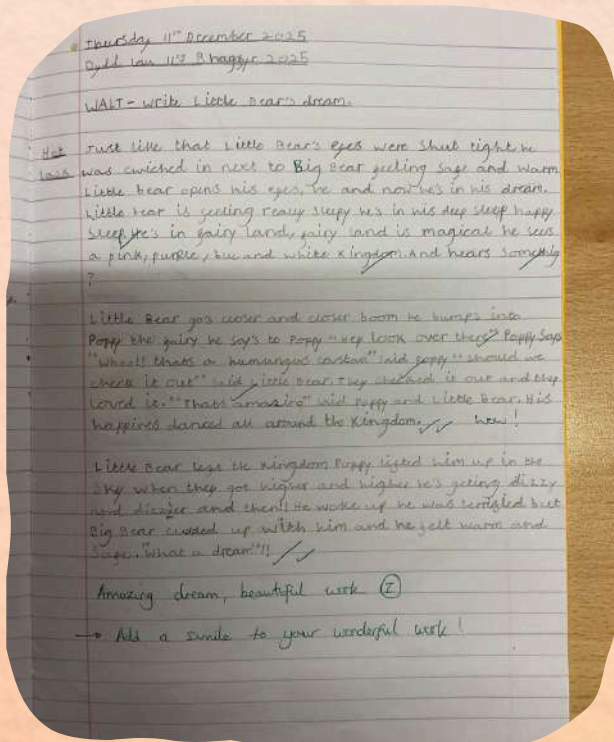 Thursday 11th December 2025
Dydd Iau 11eg Rhagfyr 2025
WALT - write Little Bear's dream.
Hot Just like that Little Bear's eyes were shut tight he
task was cwiched in next to Big Bear feeling safe and warm
Little bear opens his eyes, he and now he's in his dream.
Little bear is feeling really sleepy he's in his deep sleep happy
sleep He's in fairy land, fairy land is magical he sees
a pink, purple, blue and white Kingdom. And hears somethig
?
Little Bear gos closer and closer boom he bumps into
Poppy the fairy he say's to Poppy "Hey look over there" Poppy Says
thats a humangus " said poppy "should we
check it out" said Little Bear. They checked it out and they
loved it. "Thats amazing" said Poppy and Little Bear. His
happines danced all around the Kingdom. wow!
Little Bear left the Kingdom Poppy lifted him up in the
sky when they got higher and higher he's geting dizzy
and dizzier and then!! He woke up he was terrified but
Big Bear cuddled up with him and he felt warm and
safe. "What a dream"!!
Amazing dream, beautiful work
→ Add a simile to your wonderful work!